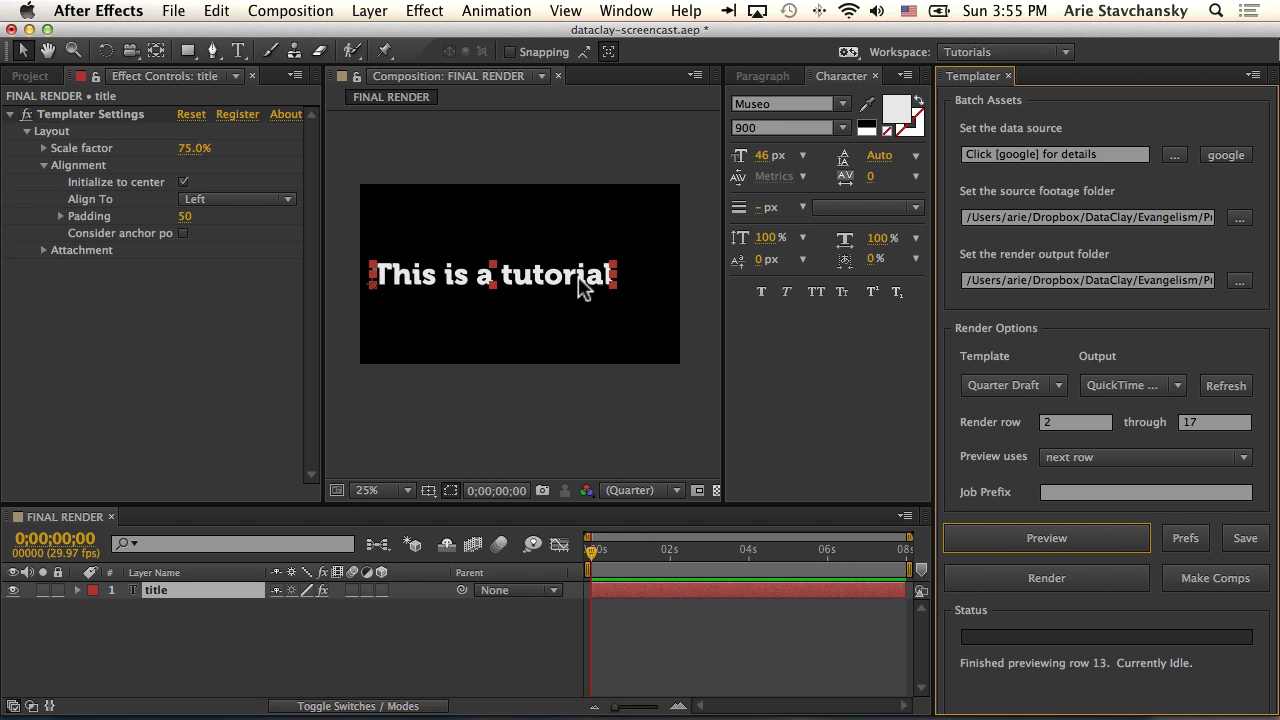 After Effects File Edit Composition Layer Effect Animation View Window Help Sun 3:55 PM Arie Stavchansky
dataclay-screencast.aep *
Snapping Workspace: Tutorials
Project Effect Controls: title
FINAL RENDER • title
Templater Settings Reset Register About
Layout
Scale factor 75.0%
Alignment
Initialize to center
Align To Left
Padding 50
Consider anchor po
Attachment
Composition: FINAL RENDER
FINAL RENDER
This is a tutorial
25% 0;00;00;00 (Quarter)
Paragraph Character
Museo
900
46 px Auto
Metrics 0
- px
100 % 100 %
0 px 0 %
T T TT Tт T¹ T₁
Templater
Batch Assets
Set the data source
Click [google] for details ... google
Set the source footage folder
/Users/arie/Dropbox/DataClay/Evangelism/Pr ...
Set the render output folder
/Users/arie/Dropbox/DataClay/Evangelism/Pr ...
Render Options
Template Output
Quarter Draft QuickTime ... Refresh
Render row 2 through 17
Preview uses next row
Job Prefix
Preview Prefs Save
Render Make Comps
Status
Finished previewing row 13. Currently Idle.
FINAL RENDER
0;00;00;00
00000 (29.97 fps)
:00s 02s 04s 06s 08s
# Layer Name Parent
1 T title None
Toggle Switches / Modes